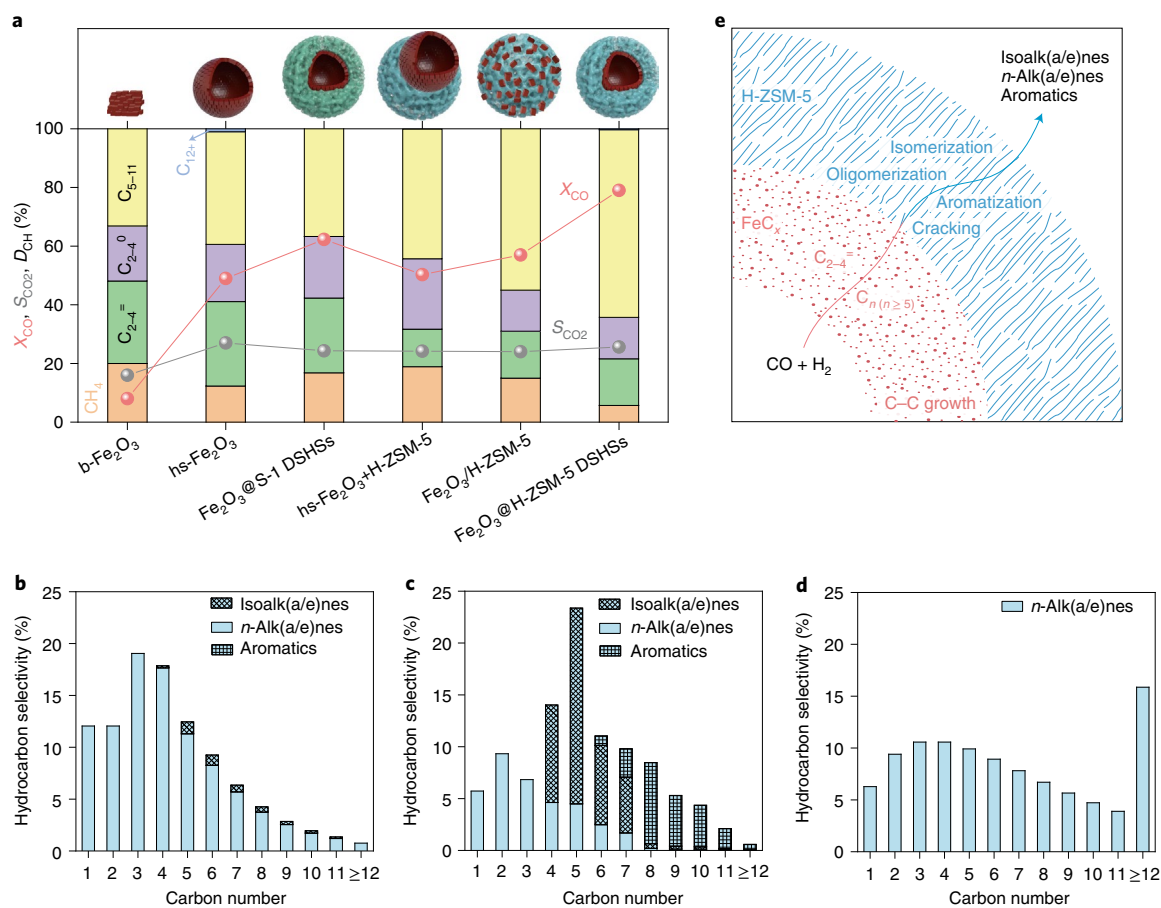 a
100
80
60
40
20
0
X_CO, S_CO2, D_CH (%)
C₁₂₊
C₅₋₁₁
C₂₋₄⁰
C₂₋₄⁼
CH₄
X_CO
S_CO2
b-Fe₂O₃
hs-Fe₂O₃
Fe₂O₃@S-1 DSHSs
hs-Fe₂O₃+H-ZSM-5
Fe₂O₃/H-ZSM-5
Fe₂O₃@H-ZSM-5 DSHSs
e
Isoalk(a/e)nes
n-Alk(a/e)nes
Aromatics
H-ZSM-5
Isomerization
Oligomerization
Aromatization
Cracking
FeCₓ
C₂₋₄⁼
Cₙ ₍ₙ ≥ ₅₎
CO + H₂
C–C growth
b
25
20
15
10
5
0
Hydrocarbon selectivity (%)
Isoalk(a/e)nes
n-Alk(a/e)nes
Aromatics
1 2 3 4 5 6 7 8 9 10 11 ≥12
Carbon number
c
25
20
15
10
5
0
Hydrocarbon selectivity (%)
Isoalk(a/e)nes
n-Alk(a/e)nes
Aromatics
1 2 3 4 5 6 7 8 9 10 11 ≥12
Carbon number
d
25
20
15
10
5
0
Hydrocarbon selectivity (%)
n-Alk(a/e)nes
1 2 3 4 5 6 7 8 9 10 11 ≥12
Carbon number